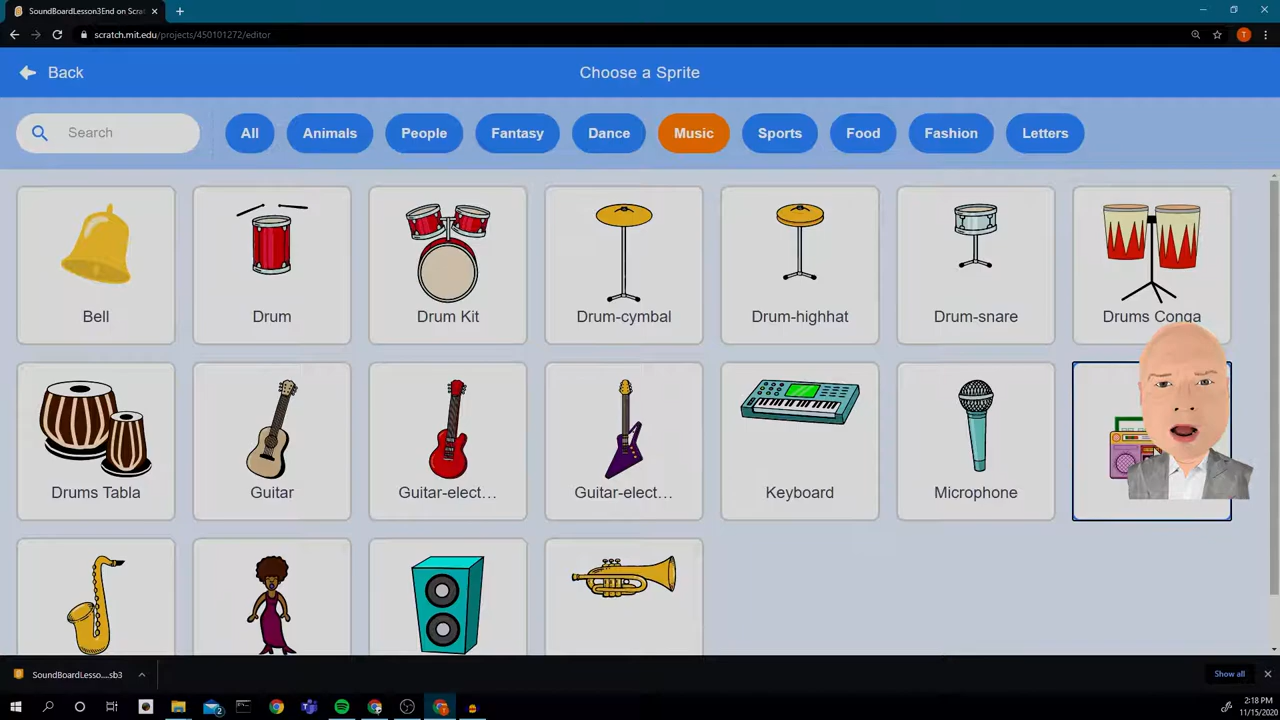 SoundBoardLesson3End on Scrat
scratch.mit.edu/projects/450101272/editor
T
Back
Choose a Sprite
Search
All
Animals
People
Fantasy
Dance
Music
Sports
Food
Fashion
Letters
Bell
Drum
Drum Kit
Drum-cymbal
Drum-highhat
Drum-snare
Drums Conga
Drums Tabla
Guitar
Guitar-elect...
Guitar-elect...
Keyboard
Microphone
SoundBoardLesso....sb3
Show all
2
2:18 PM
11/15/2020